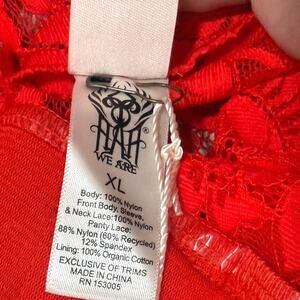 HAH
®
WE ARE
XL
Body: 100% Nylon
Front Body, Sleeve,
& Neck Lace:100% Nylon
Panty Lace:
88% Nylon (60% Recycled)
12% Spandex
Lining: 100% Organic Cotton
EXCLUSIVE OF TRIMS
MADE IN CHINA
RN 153005